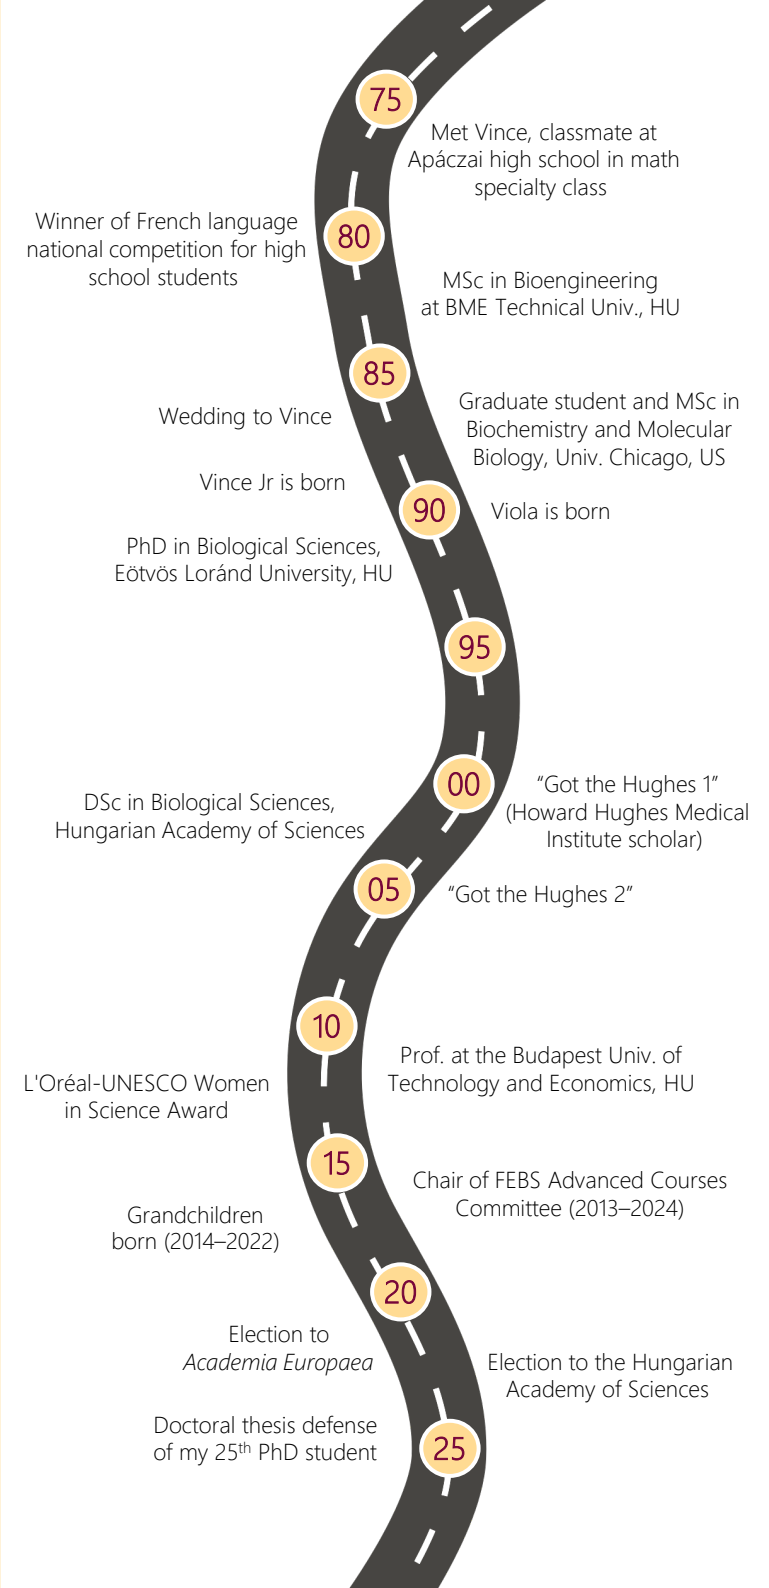 75
Met Vince, classmate at
Apáczai high school in math
specialty class
Winner of French language
national competition for high
school students
80
MSc in Bioengineering
at BME Technical Univ., HU
85
Wedding to Vince
Graduate student and MSc in
Biochemistry and Molecular
Biology, Univ. Chicago, US
Vince Jr is born
90
Viola is born
PhD in Biological Sciences,
Eötvös Loránd University, HU
95
00
“Got the Hughes 1”
(Howard Hughes Medical
Institute scholar)
DSc in Biological Sciences,
Hungarian Academy of Sciences
05
“Got the Hughes 2”
10
Prof. at the Budapest Univ. of
Technology and Economics, HU
L'Oréal-UNESCO Women
in Science Award
15
Chair of FEBS Advanced Courses
Committee (2013–2024)
Grandchildren
born (2014–2022)
20
Election to
Academia Europaea
Election to the Hungarian
Academy of Sciences
Doctoral thesis defense
of my 25th PhD student
25